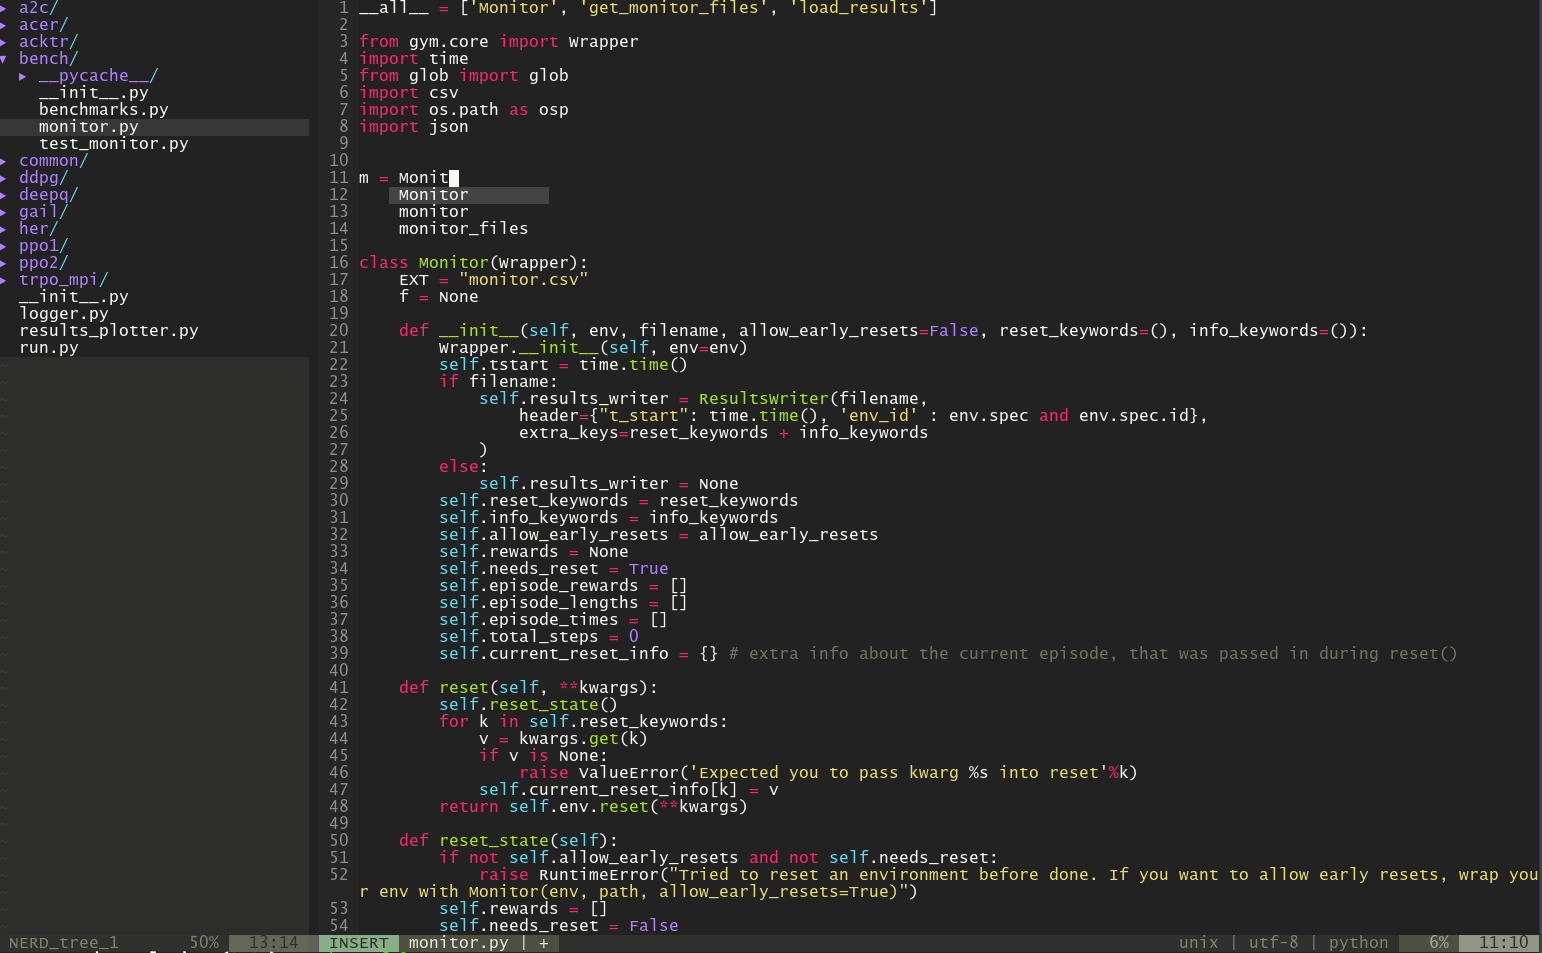 ▸ a2c/
▸ acer/
▸ acktr/
▾ bench/
  ▸ __pycache__/
    __init__.py
    benchmarks.py
    monitor.py
    test_monitor.py
▸ common/
▸ ddpg/
▸ deepq/
▸ gail/
▸ her/
▸ ppo1/
▸ ppo2/
▸ trpo_mpi/
  __init__.py
  logger.py
  results_plotter.py
  run.py
1 __all__ = ['Monitor', 'get_monitor_files', 'load_results']
2
3 from gym.core import Wrapper
4 import time
5 from glob import glob
6 import csv
7 import os.path as osp
8 import json
9
10
11 m = Monit
12     Monitor
13     monitor
14     monitor_files
15
16 class Monitor(Wrapper):
17     EXT = "monitor.csv"
18     f = None
19
20     def __init__(self, env, filename, allow_early_resets=False, reset_keywords=(), info_keywords=()):
21         Wrapper.__init__(self, env=env)
22         self.tstart = time.time()
23         if filename:
24             self.results_writer = ResultsWriter(filename,
25                 header={"t_start": time.time(), 'env_id' : env.spec and env.spec.id},
26                 extra_keys=reset_keywords + info_keywords
27             )
28         else:
29             self.results_writer = None
30         self.reset_keywords = reset_keywords
31         self.info_keywords = info_keywords
32         self.allow_early_resets = allow_early_resets
33         self.rewards = None
34         self.needs_reset = True
35         self.episode_rewards = []
36         self.episode_lengths = []
37         self.episode_times = []
38         self.total_steps = 0
39         self.current_reset_info = {} # extra info about the current episode, that was passed in during reset()
40
41     def reset(self, **kwargs):
42         self.reset_state()
43         for k in self.reset_keywords:
44             v = kwargs.get(k)
45             if v is None:
46                 raise ValueError('Expected you to pass kwarg %s into reset'%k)
47             self.current_reset_info[k] = v
48         return self.env.reset(**kwargs)
49
50     def reset_state(self):
51         if not self.allow_early_resets and not self.needs_reset:
52             raise RuntimeError("Tried to reset an environment before done. If you want to allow early resets, wrap you
r env with Monitor(env, path, allow_early_resets=True)")
53         self.rewards = []
54         self.needs_reset = False
NERD_tree_1 50% 13:14 INSERT monitor.py | + unix | utf-8 | python 6% 11:10